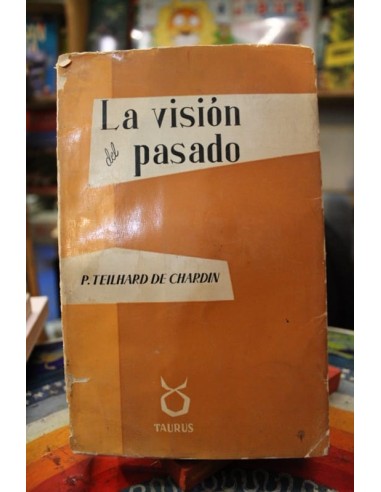 La visión
del pasado
P. TEILHARD DE CHARDIN
TAURUS